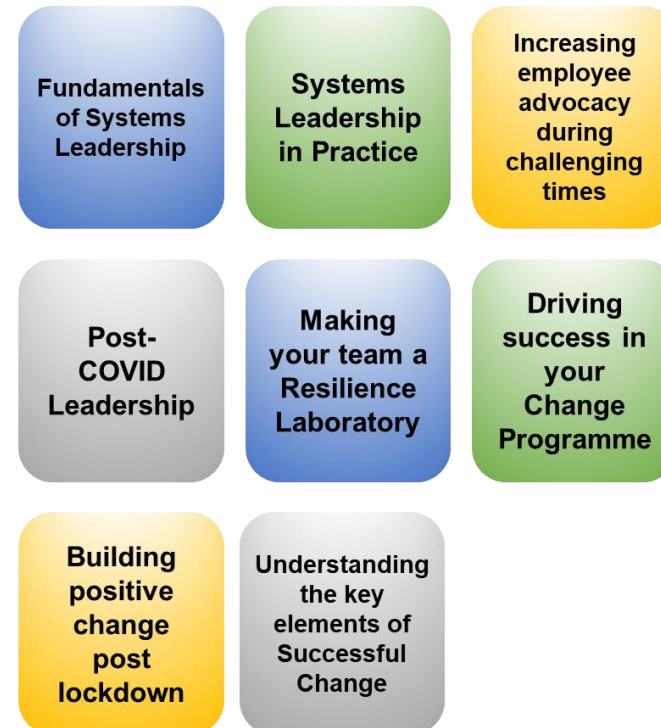 Fundamentals
of Systems
Leadership
Systems
Leadership
in Practice
Increasing
employee
advocacy
during
challenging
times
Post-
COVID
Leadership
Making
your team a
Resilience
Laboratory
Driving
success in
your
Change
Programme
Building
positive
change
post
lockdown
Understanding
the key
elements of
Successful
Change